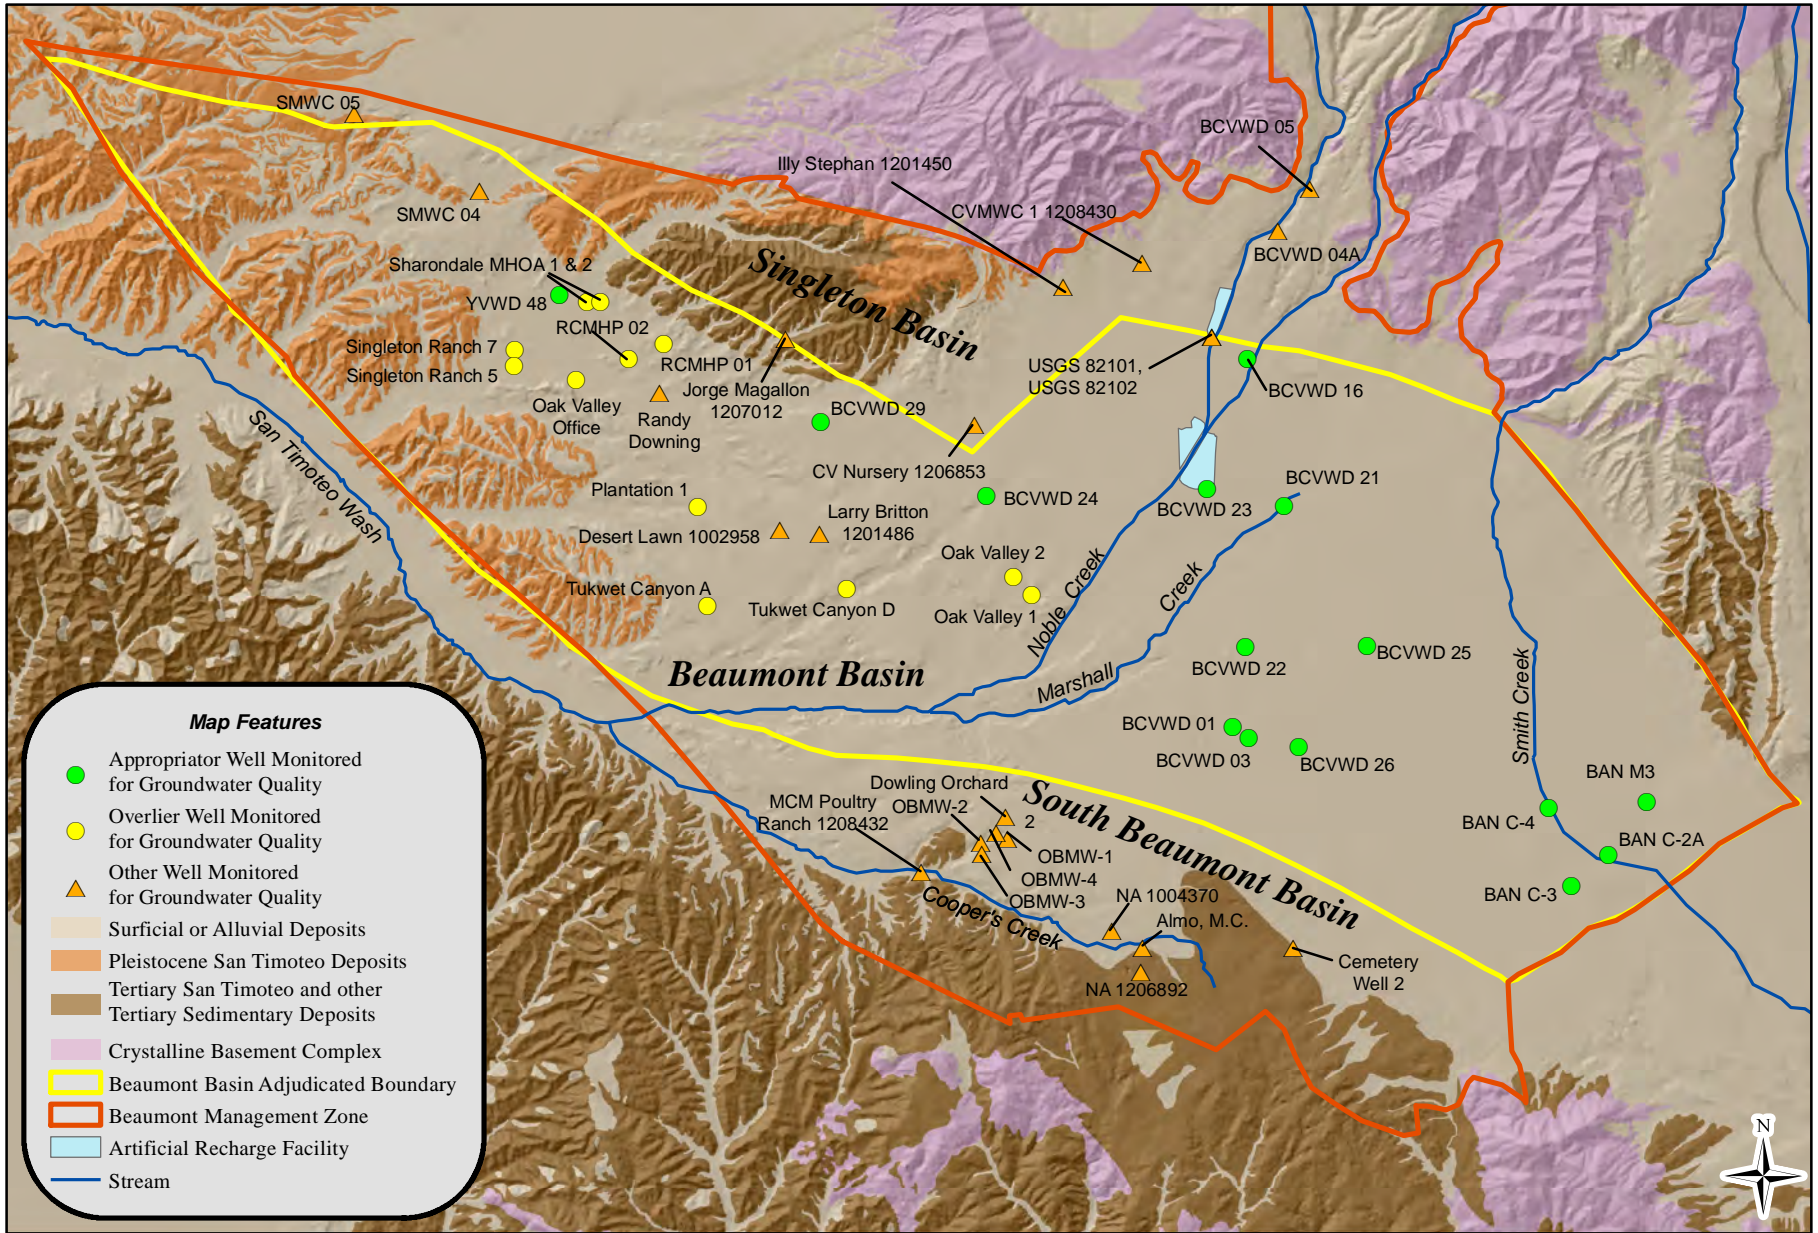 SMWC 05
BCVWD 05
Illy Stephan 1201450
SMWC 04
CVMWC 1 1208430
BCVWD 04A
Sharondale MHOA 1 & 2
YVWD 48
Singleton Basin
RCMHP 02
Singleton Ranch 7
RCMHP 01
Singleton Ranch 5
USGS 82101,
USGS 82102
BCVWD 16
Jorge Magallon
1207012
Oak Valley
Office
Randy
Downing
BCVWD 29
San Timoteo Wash
CV Nursery 1206853
BCVWD 21
Plantation 1
BCVWD 24
BCVWD 23
Larry Britton
1201486
Desert Lawn 1002958
Oak Valley 2
Tukwet Canyon A
Tukwet Canyon D
Oak Valley 1
Noble Creek
Marshall Creek
Beaumont Basin
BCVWD 22
BCVWD 25
Smith Creek
BCVWD 01
BCVWD 03
BCVWD 26
BAN M3
Dowling Orchard
2
MCM Poultry
Ranch 1208432
OBMW-2
South Beaumont Basin
BAN C-4
BAN C-2A
OBMW-1
OBMW-4
OBMW-3
BAN C-3
Cooper's Creek
NA 1004370
Almo, M.C.
Cemetery
Well 2
NA 1206892
Map Features
Appropriator Well Monitored
for Groundwater Quality
Overlier Well Monitored
for Groundwater Quality
Other Well Monitored
for Groundwater Quality
Surficial or Alluvial Deposits
Pleistocene San Timoteo Deposits
Tertiary San Timoteo and other
Tertiary Sedimentary Deposits
Crystalline Basement Complex
Beaumont Basin Adjudicated Boundary
Beaumont Management Zone
Artificial Recharge Facility
Stream
N